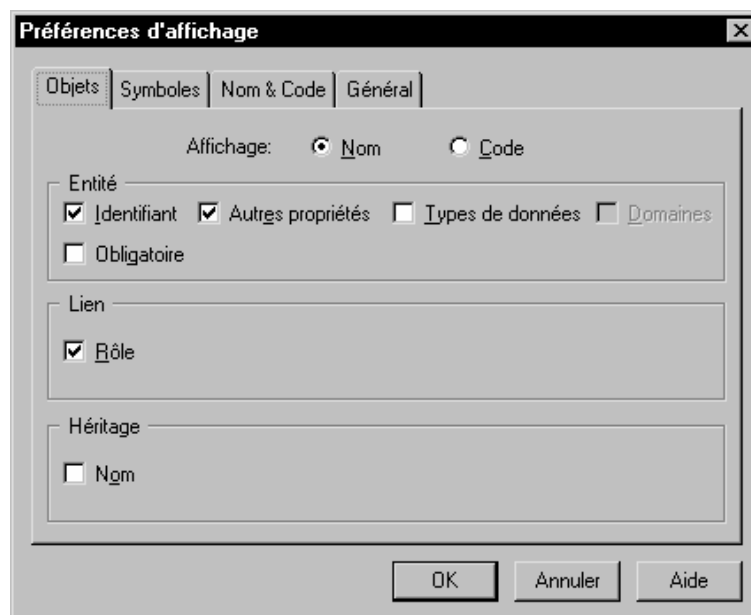 Préférences d'affichage
Objets Symboles Nom & Code Général
Affichage: Nom Code
Entité
Identifiant Autres propriétés Types de données Domaines
Obligatoire
Lien
Rôle
Héritage
Nom
OK Annuler Aide